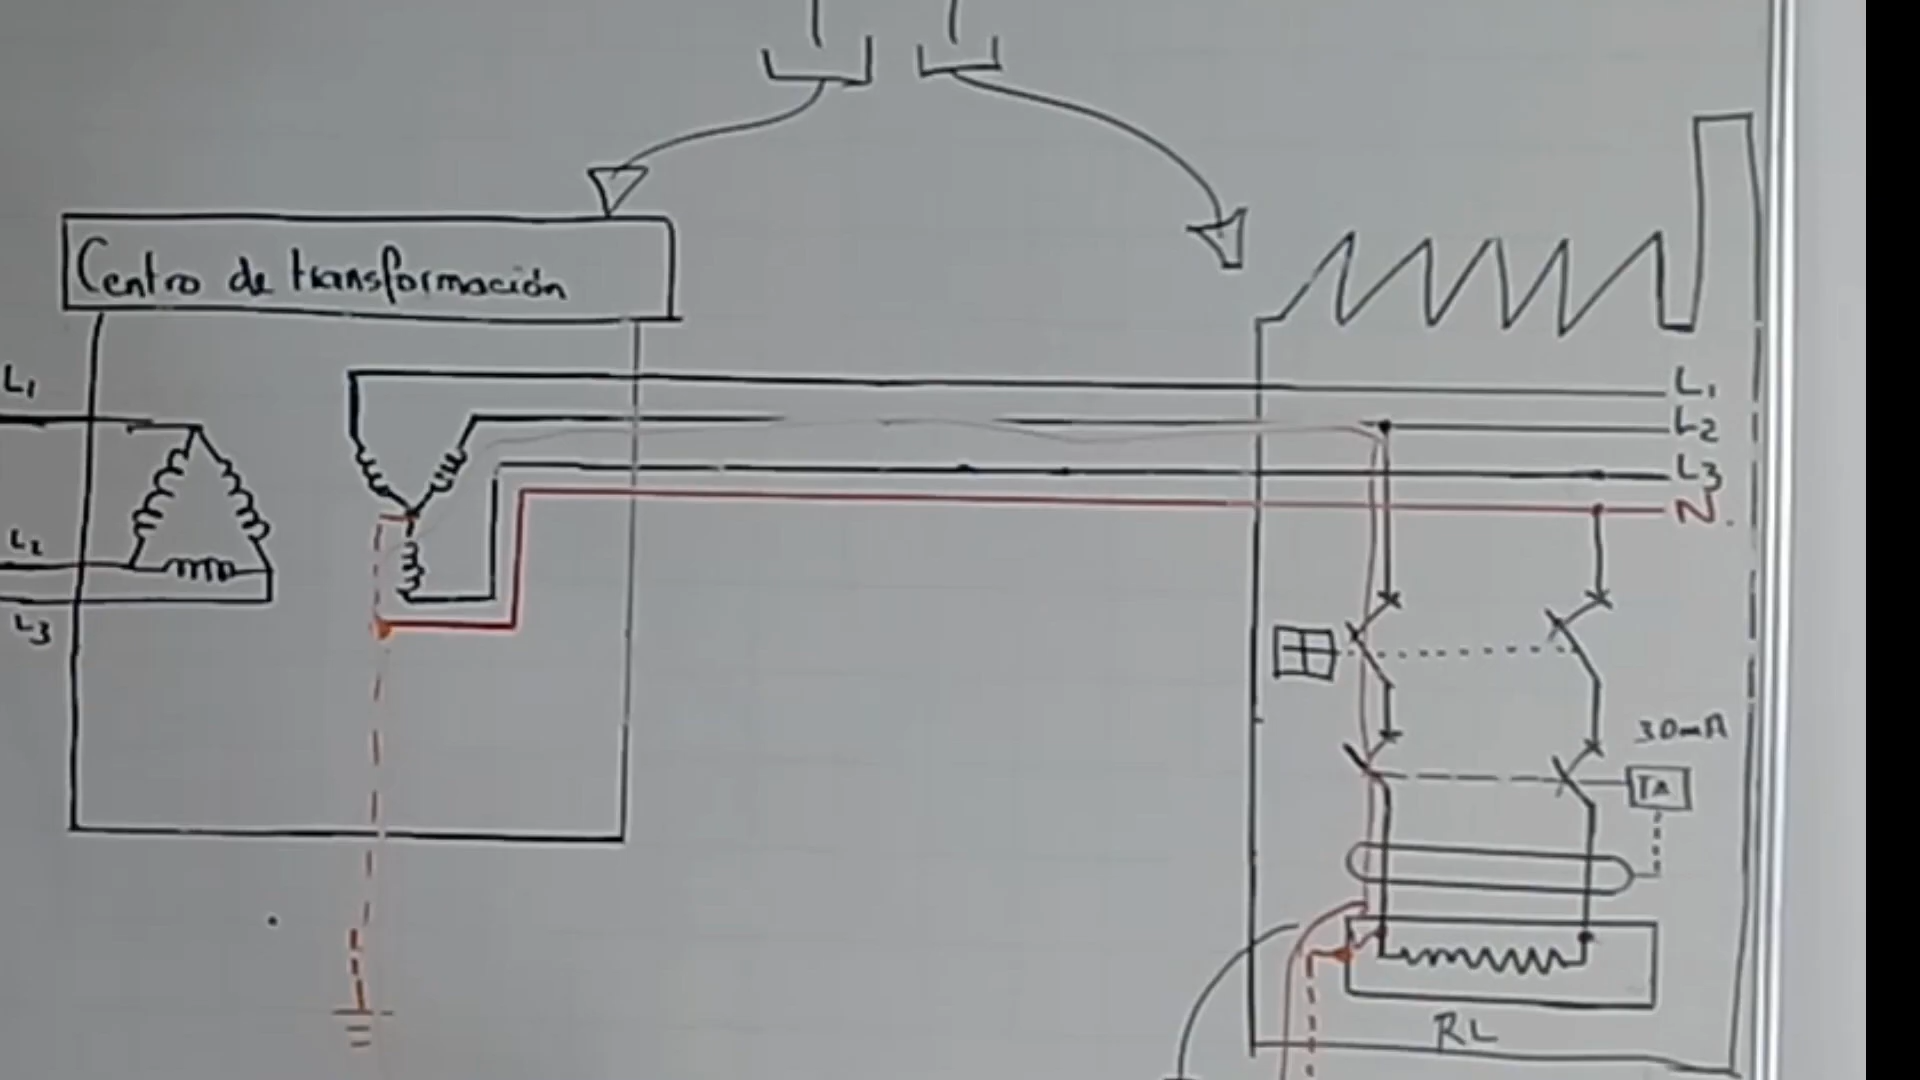 Centro de transformación
L1
L2
L3
L1
L2
L3
N
30mA
TA
RL